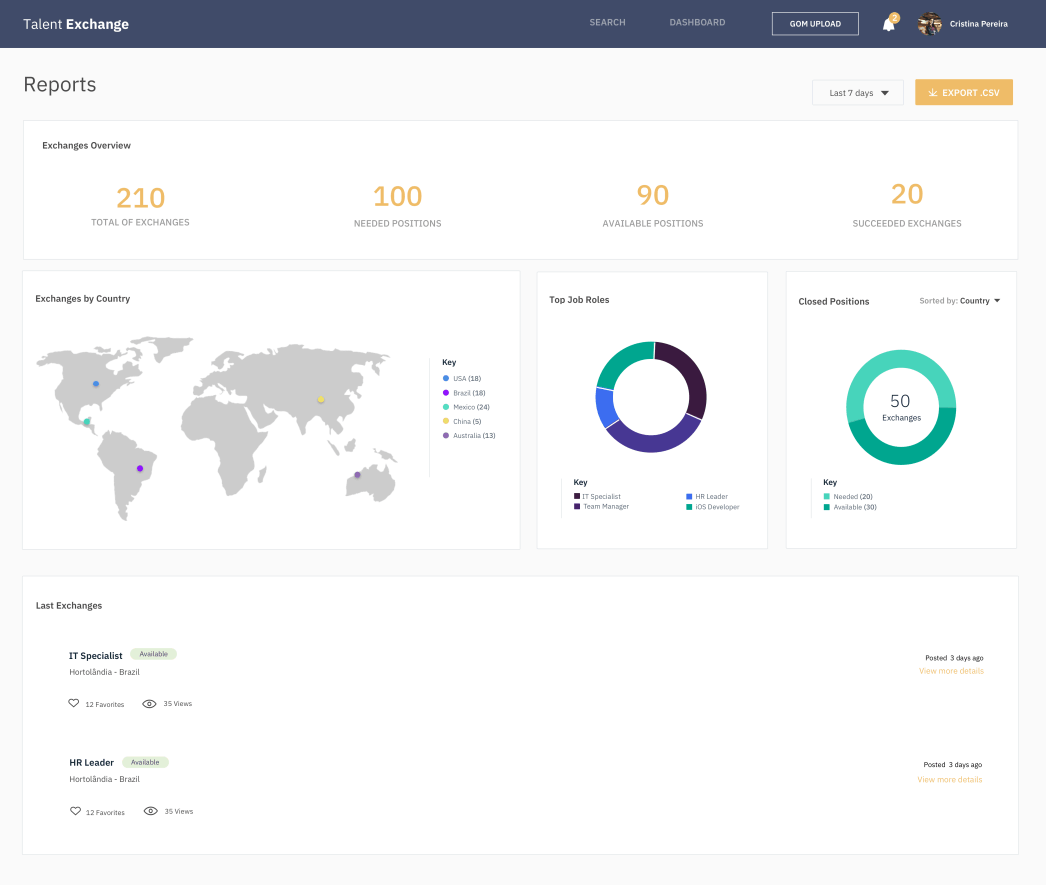 Talent Exchange
SEARCH
DASHBOARD
GOM UPLOAD
2
Cristina Pereira
Reports
Last 7 days
EXPORT .CSV
Exchanges Overview
210
TOTAL OF EXCHANGES
100
NEEDED POSITIONS
90
AVAILABLE POSITIONS
20
SUCCEEDED EXCHANGES
Exchanges by Country
Key
USA (18)
Brazil (18)
Mexico (24)
China (5)
Australia (13)
Top Job Roles
Key
IT Specialist
Team Manager
HR Leader
iOS Developer
Closed Positions
Sorted by: Country
50
Exchanges
Key
Needed (20)
Available (30)
Last Exchanges
IT Specialist
Available
Hortolândia - Brazil
12 Favorites
35 Views
Posted 3 days ago
View more details
HR Leader
Available
Hortolândia - Brazil
12 Favorites
35 Views
Posted 3 days ago
View more details